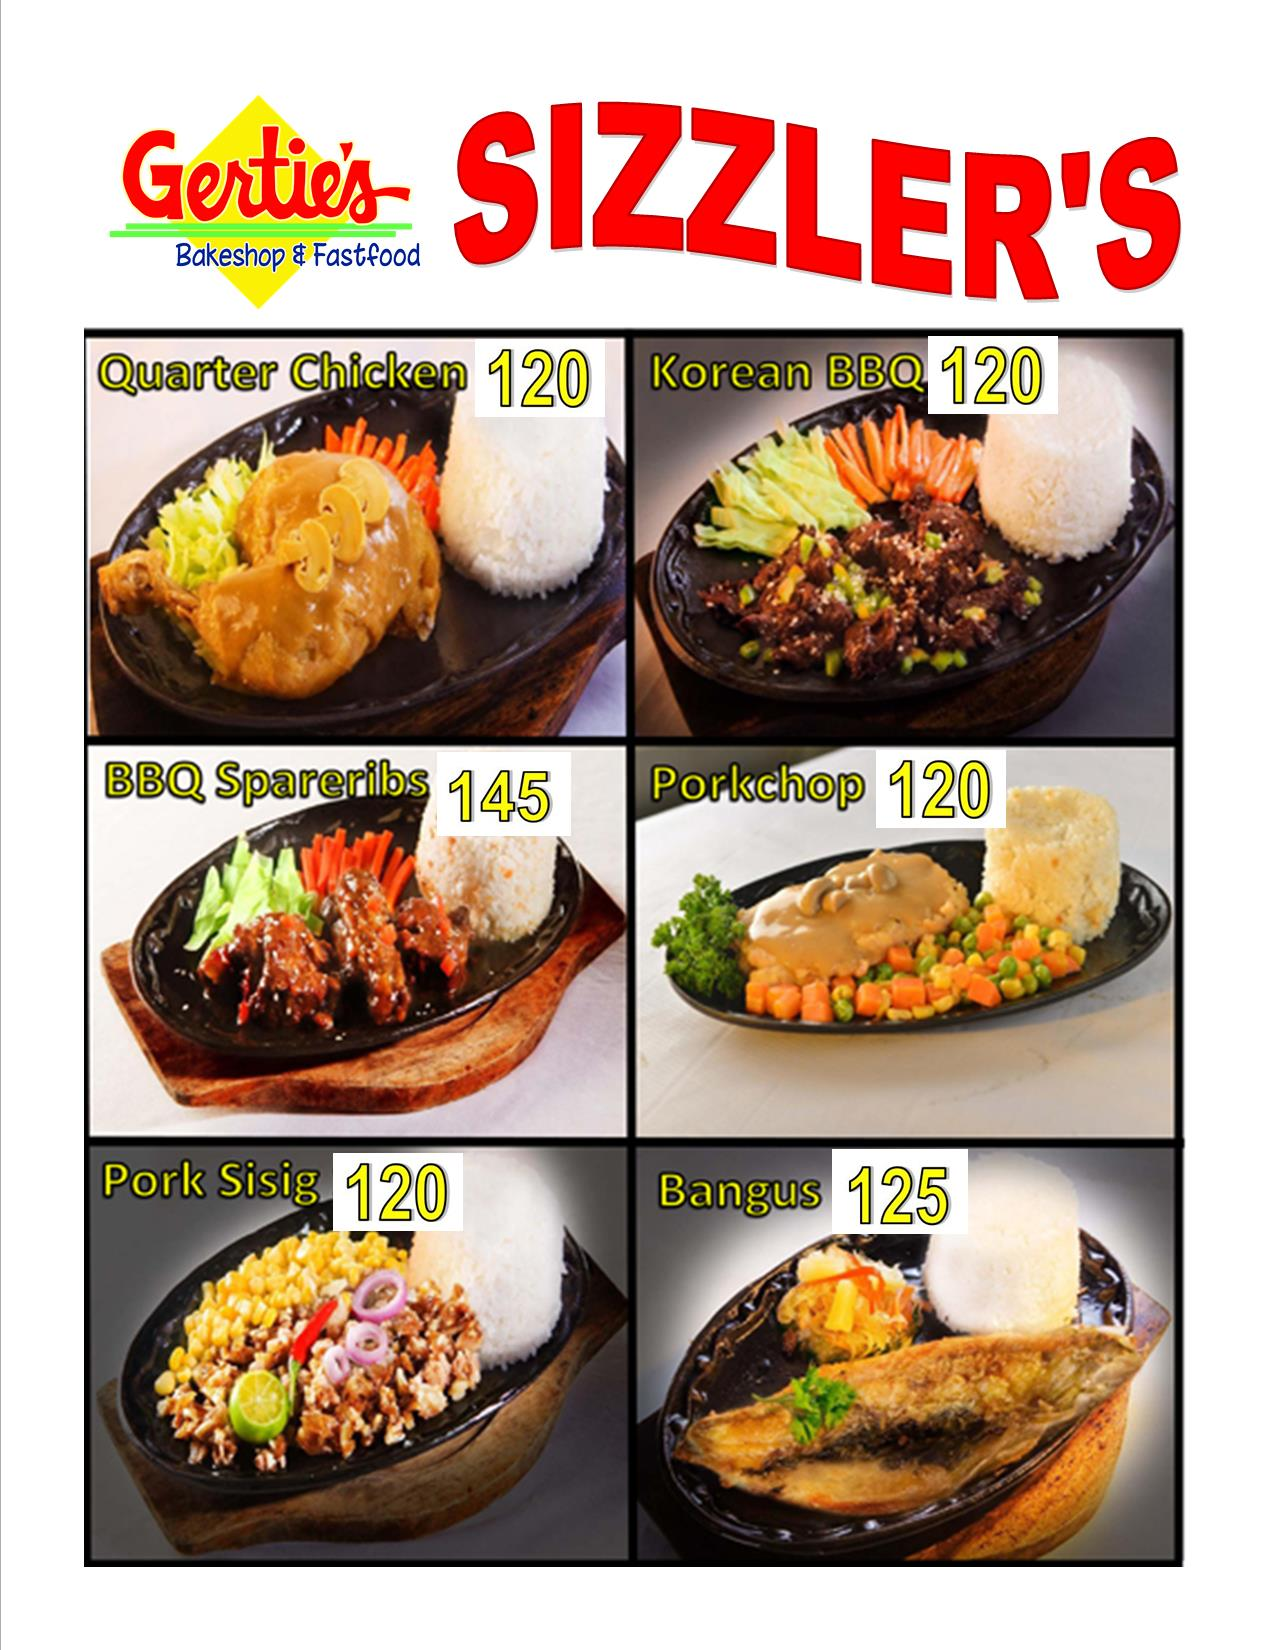 Gertie's
Bakeshop & Fastfood
SIZZLER'S
Quarter Chicken 120
Korean BBQ 120
BBQ Spareribs 145
Porkchop 120
Pork Sisig 120
Bangus 125